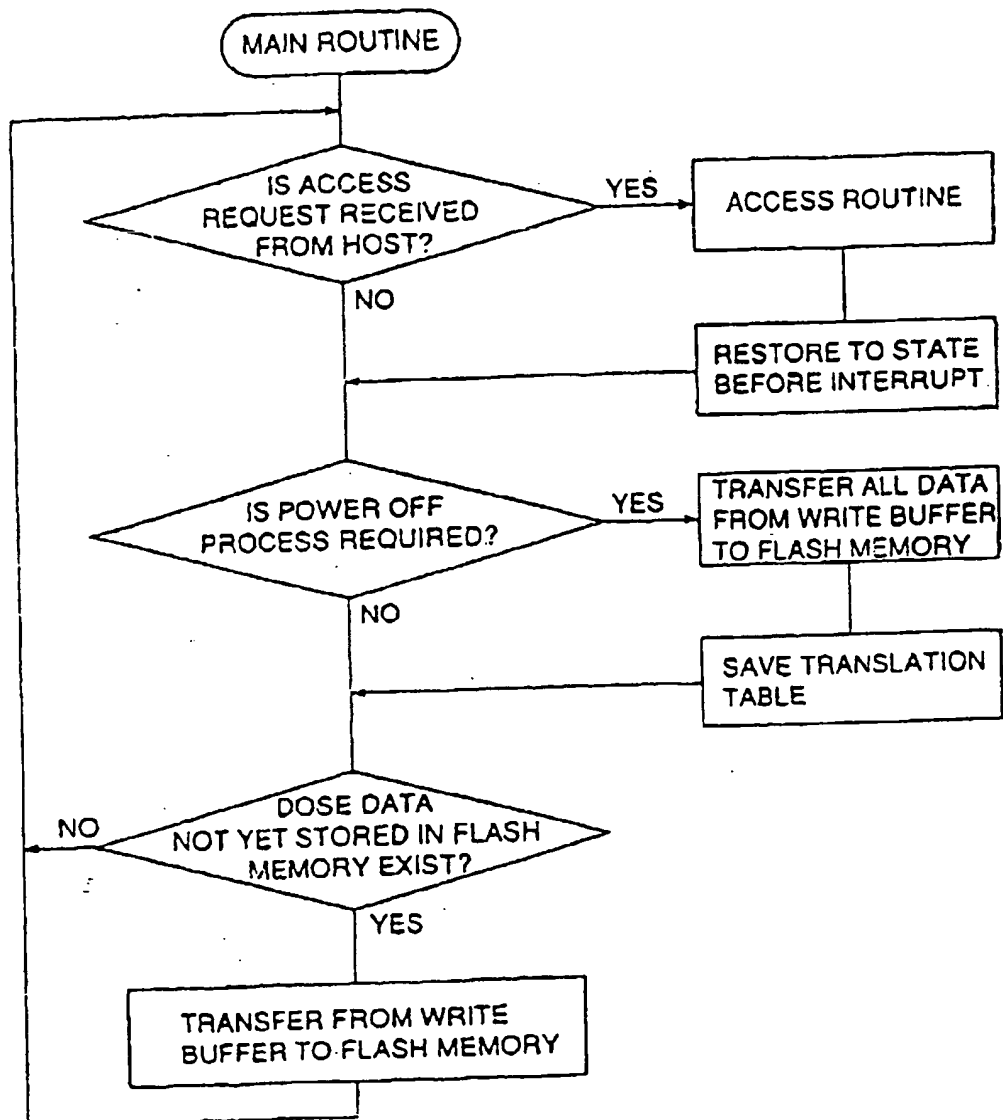 MAIN ROUTINE
IS ACCESS
REQUEST RECEIVED
FROM HOST?
YES
ACCESS ROUTINE
NO
RESTORE TO STATE
BEFORE INTERRUPT
IS POWER OFF
PROCESS REQUIRED?
YES
TRANSFER ALL DATA
FROM WRITE BUFFER
TO FLASH MEMORY
NO
SAVE TRANSLATION
TABLE
DOSE DATA
NOT YET STORED IN FLASH
MEMORY EXIST?
NO
YES
TRANSFER FROM WRITE
BUFFER TO FLASH MEMORY